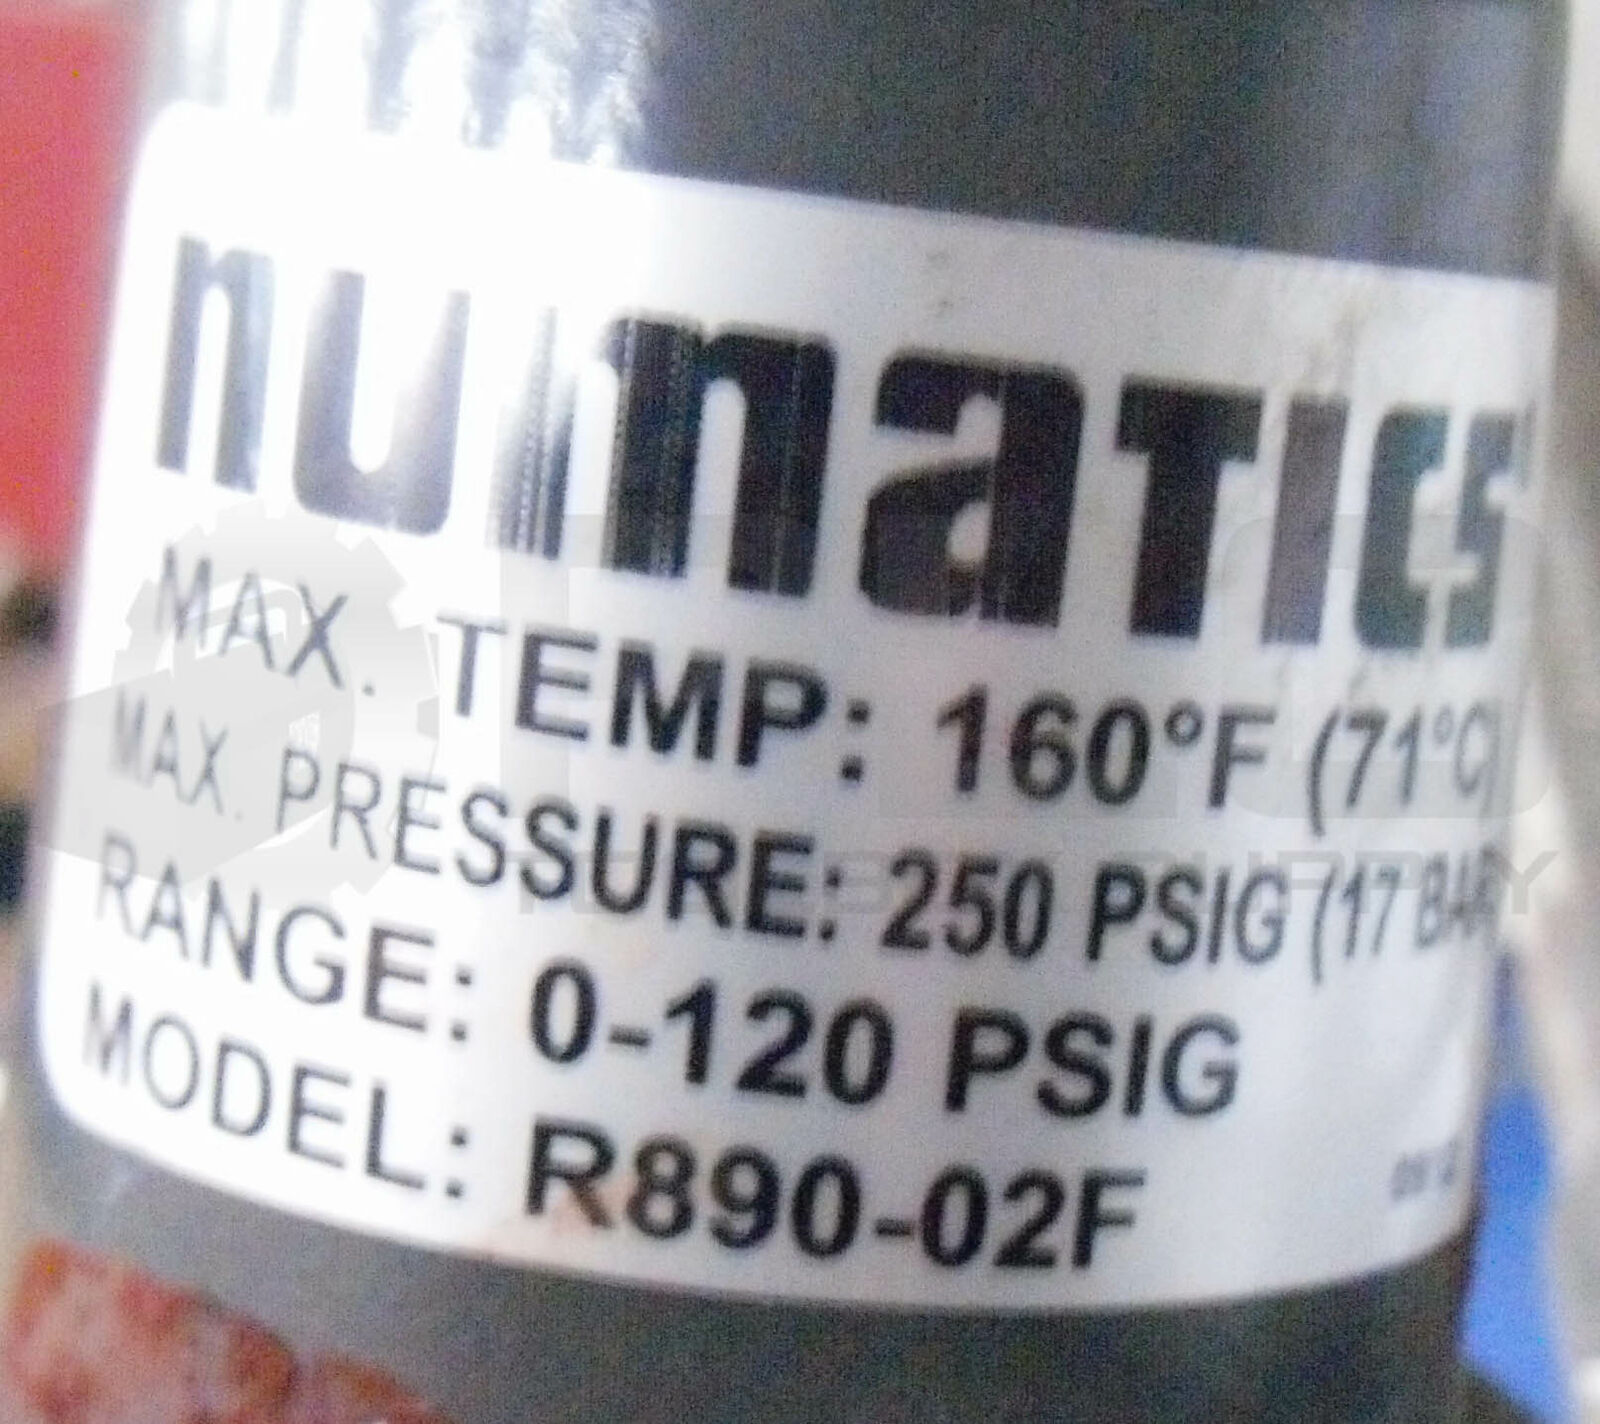 numatics
MAX. TEMP: 160°F (71°C)
MAX. PRESSURE: 250 PSIG (17 BAR
RANGE: 0-120 PSIG
MODEL: R890-02F